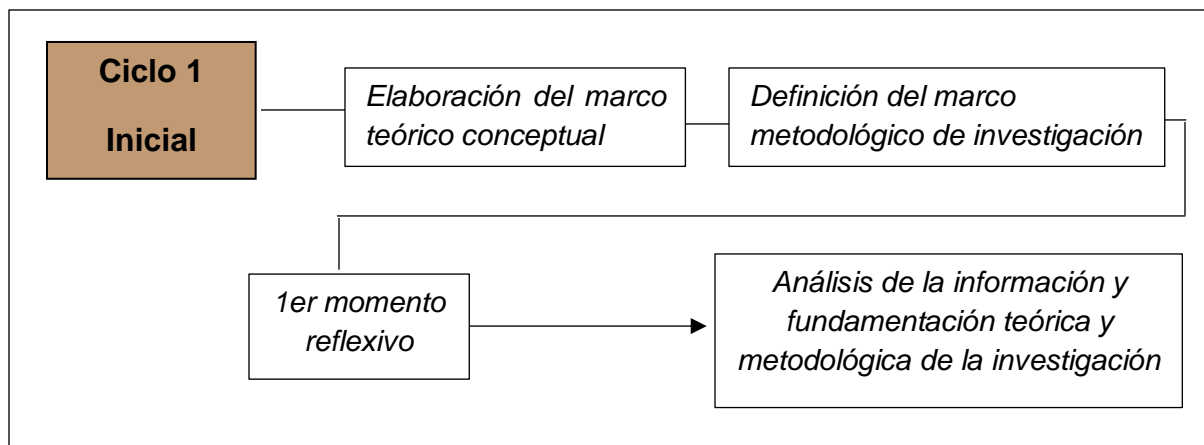 Ciclo 1
Inicial
Elaboración del marco
teórico conceptual
Definición del marco
metodológico de investigación
1er momento
reflexivo
Análisis de la información y
fundamentación teórica y
metodológica de la investigación